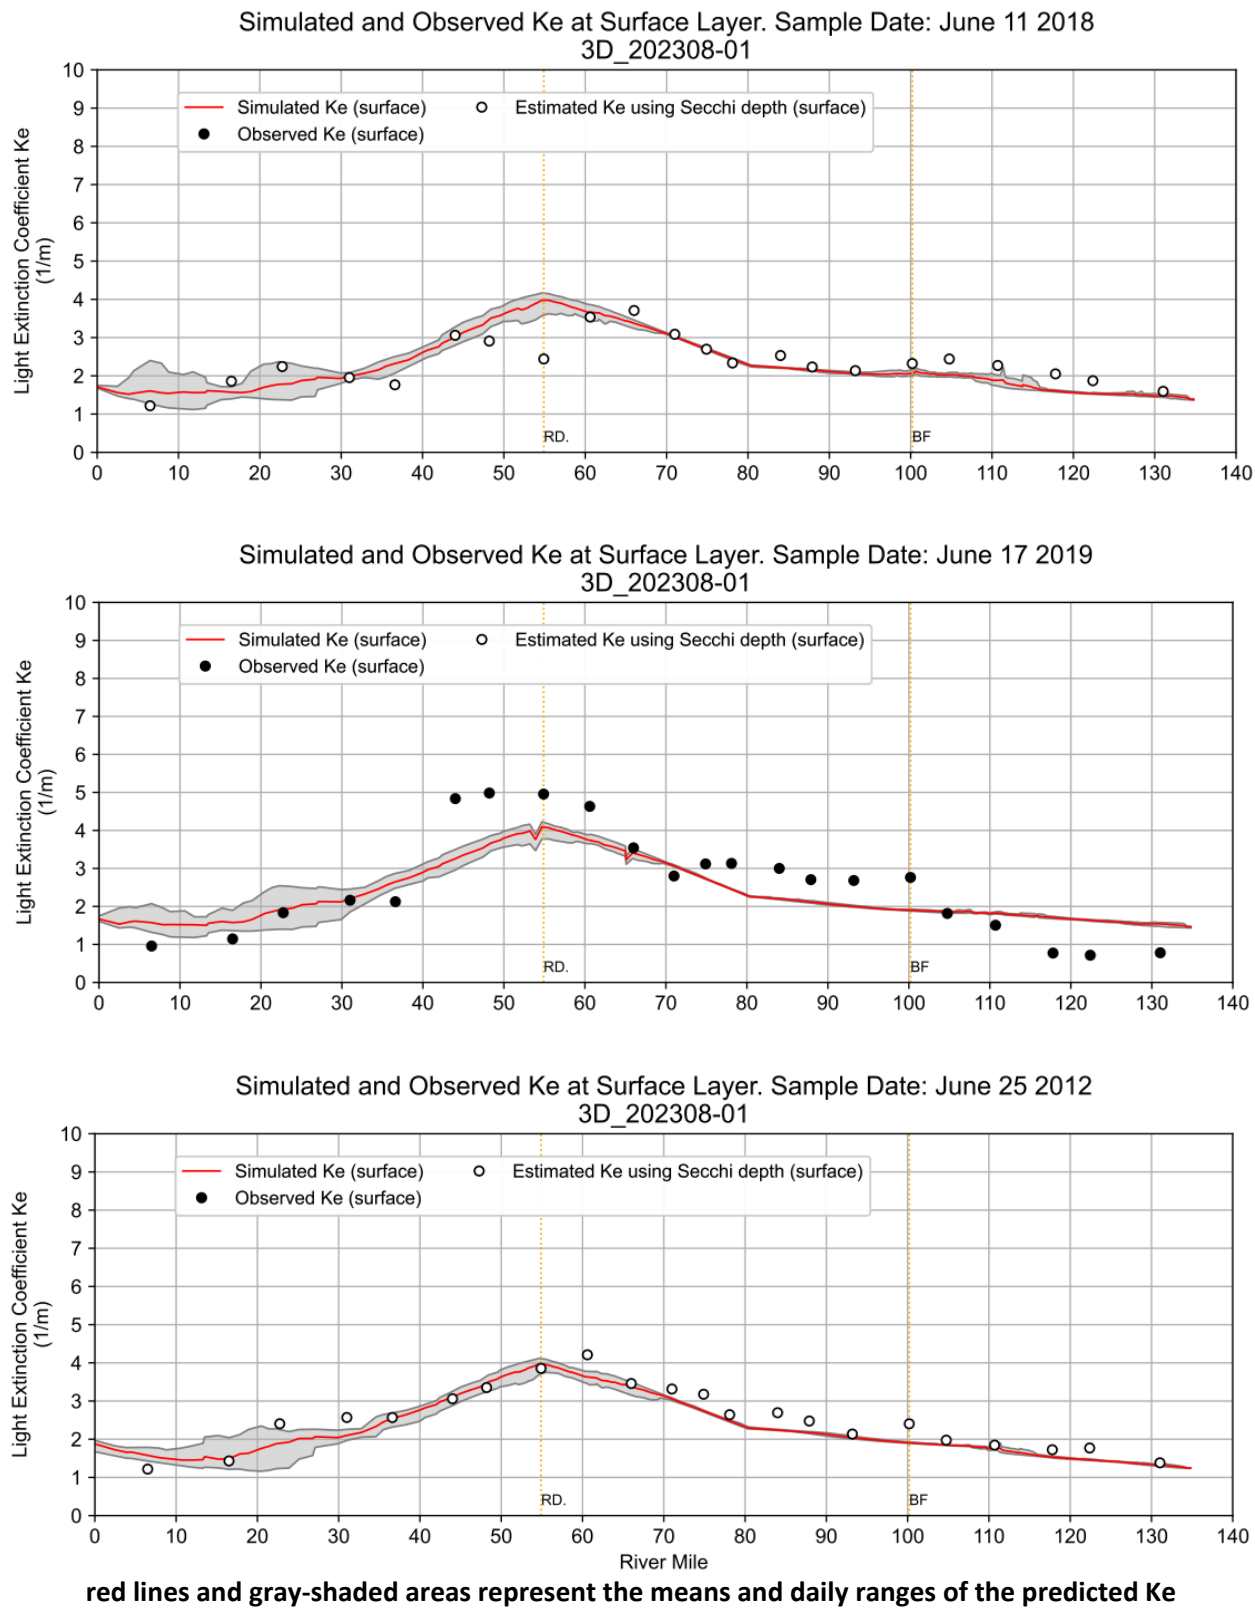 Simulated and Observed Ke at Surface Layer. Sample Date: June 11 2018
3D_202308-01
Light Extinction Coefficient Ke
(1/m)
10
9
8
7
6
5
4
3
2
1
0
Simulated Ke (surface)
Observed Ke (surface)
Estimated Ke using Secchi depth (surface)
RD.
BF
0 10 20 30 40 50 60 70 80 90 100 110 120 130 140
Simulated and Observed Ke at Surface Layer. Sample Date: June 17 2019
3D_202308-01
Light Extinction Coefficient Ke
(1/m)
10
9
8
7
6
5
4
3
2
1
0
Simulated Ke (surface)
Observed Ke (surface)
Estimated Ke using Secchi depth (surface)
RD.
BF
0 10 20 30 40 50 60 70 80 90 100 110 120 130 140
Simulated and Observed Ke at Surface Layer. Sample Date: June 25 2012
3D_202308-01
Light Extinction Coefficient Ke
(1/m)
10
9
8
7
6
5
4
3
2
1
0
Simulated Ke (surface)
Observed Ke (surface)
Estimated Ke using Secchi depth (surface)
RD.
BF
0 10 20 30 40 50 60 70 80 90 100 110 120 130 140
River Mile
red lines and gray-shaded areas represent the means and daily ranges of the predicted Ke